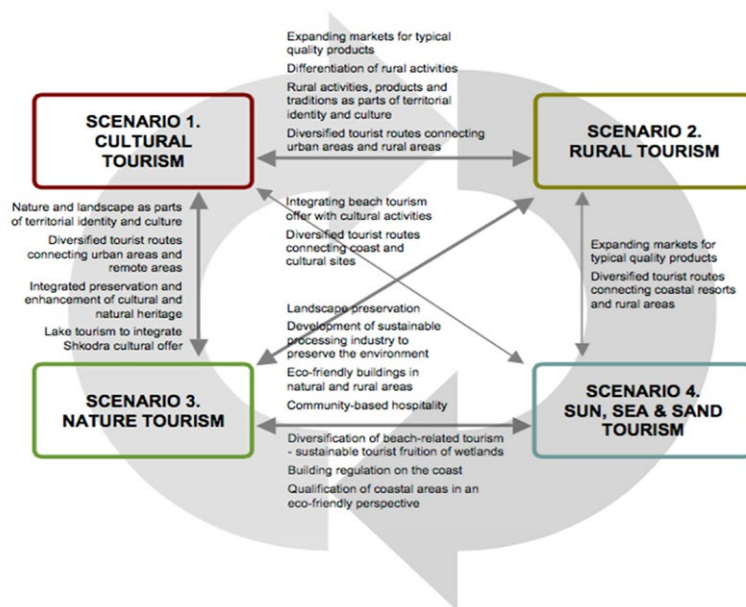 Expanding markets for typical
quality products
Differentiation of rural activities
Rural activities, products and
traditions as parts of territorial
identity and culture
Diversified tourist routes connecting
urban areas and rural areas
SCENARIO 1.
CULTURAL
TOURISM
SCENARIO 2.
RURAL TOURISM
Nature and landscape as parts
of territorial identity and culture
Diversified tourist routes
connecting urban areas and
remote areas
Integrated preservation and
enhancement of cultural and
natural heritage
Lake tourism to integrate
Shkodra cultural offer
Integrating beach tourism
offer with cultural activities
Diversified tourist routes
connecting coast and
cultural sites
Expanding markets for
typical quality products
Diversified tourist routes
connecting coastal resorts
and rural areas
Landscape preservation
Development of sustainable
processing industry to
preserve the environment
Eco-friendly buildings in
natural and rural areas
Community-based hospitality
SCENARIO 3.
NATURE TOURISM
SCENARIO 4.
SUN, SEA & SAND
TOURISM
Diversification of beach-related tourism
- sustainable tourist fruition of wetlands
Building regulation on the coast
Qualification of coastal areas in an
eco-friendly perspective